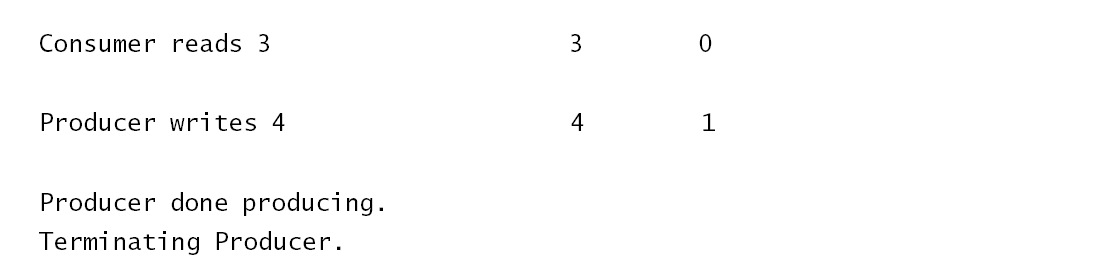 Consumer reads 3 3 0
Producer writes 4 4 1
Producer done producing.
Terminating Producer.